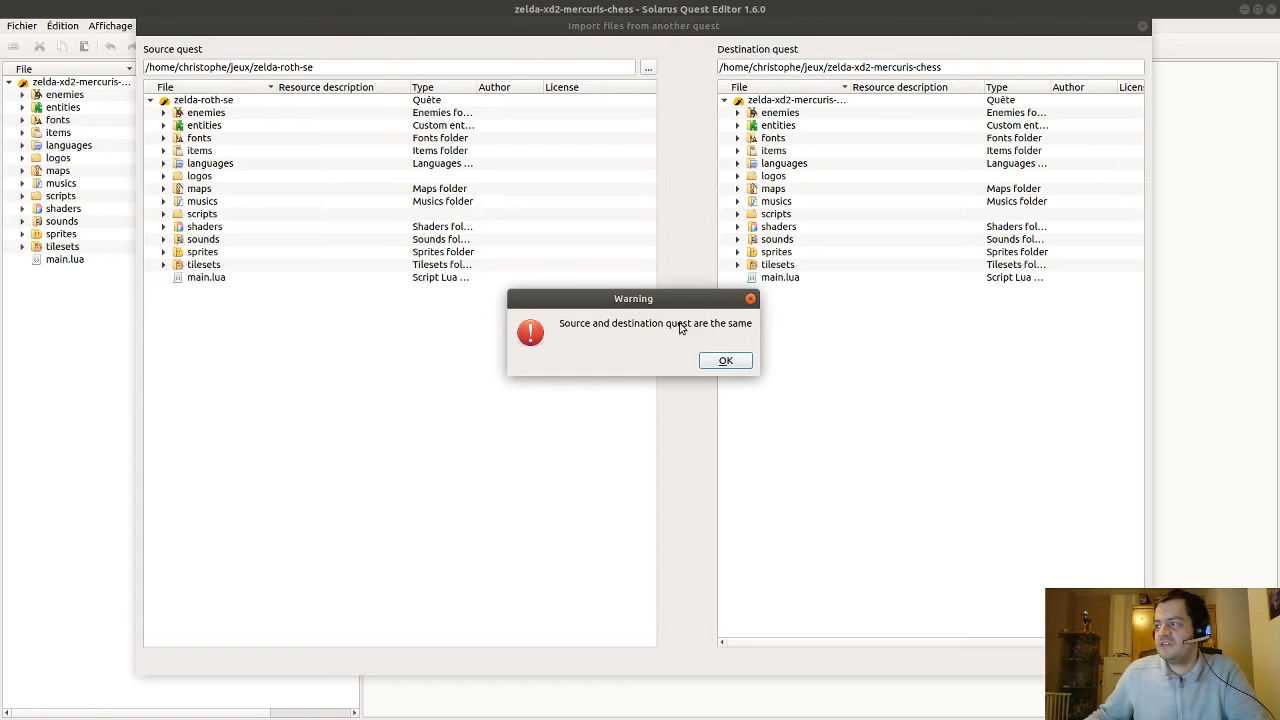 zelda-xd2-mercuris-chess - Solarus Quest Editor 1.6.0
Fichier Édition Affichage
Import files from another quest
Source quest
Destination quest
/home/christophe/jeux/zelda-roth-se
...
/home/christophe/jeux/zelda-xd2-mercuris-chess
File
zelda-xd2-mercuris-...
enemies
entities
fonts
items
languages
logos
maps
musics
scripts
shaders
sounds
sprites
tilesets
main.lua
File Resource description Type Author License
zelda-roth-se Quête
enemies Enemies fo...
entities Custom ent...
fonts Fonts folder
items Items folder
languages Languages ...
logos
maps Maps folder
musics Musics folder
scripts
shaders Shaders fol...
sounds Sounds fol...
sprites Sprites folder
tilesets Tilesets fol...
main.lua Script Lua ...
File Resource description Type Author Licens
zelda-xd2-mercuris-... Quête
enemies Enemies fo...
entities Custom ent...
fonts Fonts folder
items Items folder
languages Languages ...
logos
maps Maps folder
musics Musics folder
scripts
shaders Shaders fol...
sounds Sounds fol...
sprites Sprites folder
tilesets Tilesets fol...
main.lua Script Lua ...
Warning
Source and destination quest are the same
OK